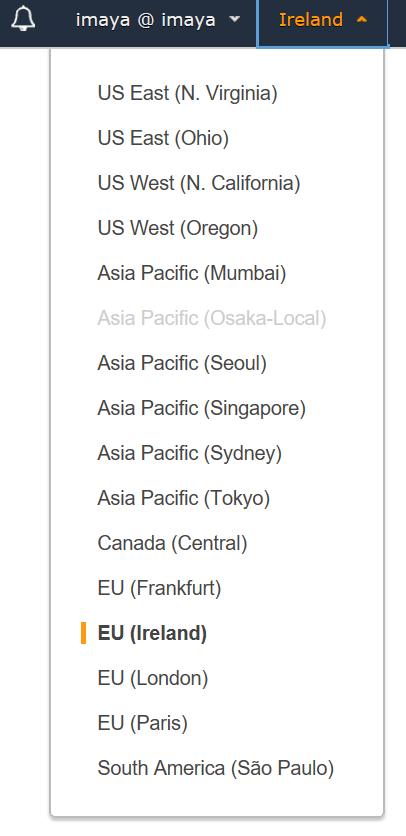 imaya @ imaya
Ireland
US East (N. Virginia)
US East (Ohio)
US West (N. California)
US West (Oregon)
Asia Pacific (Mumbai)
Asia Pacific (Osaka-Local)
Asia Pacific (Seoul)
Asia Pacific (Singapore)
Asia Pacific (Sydney)
Asia Pacific (Tokyo)
Canada (Central)
EU (Frankfurt)
EU (Ireland)
EU (London)
EU (Paris)
South America (São Paulo)